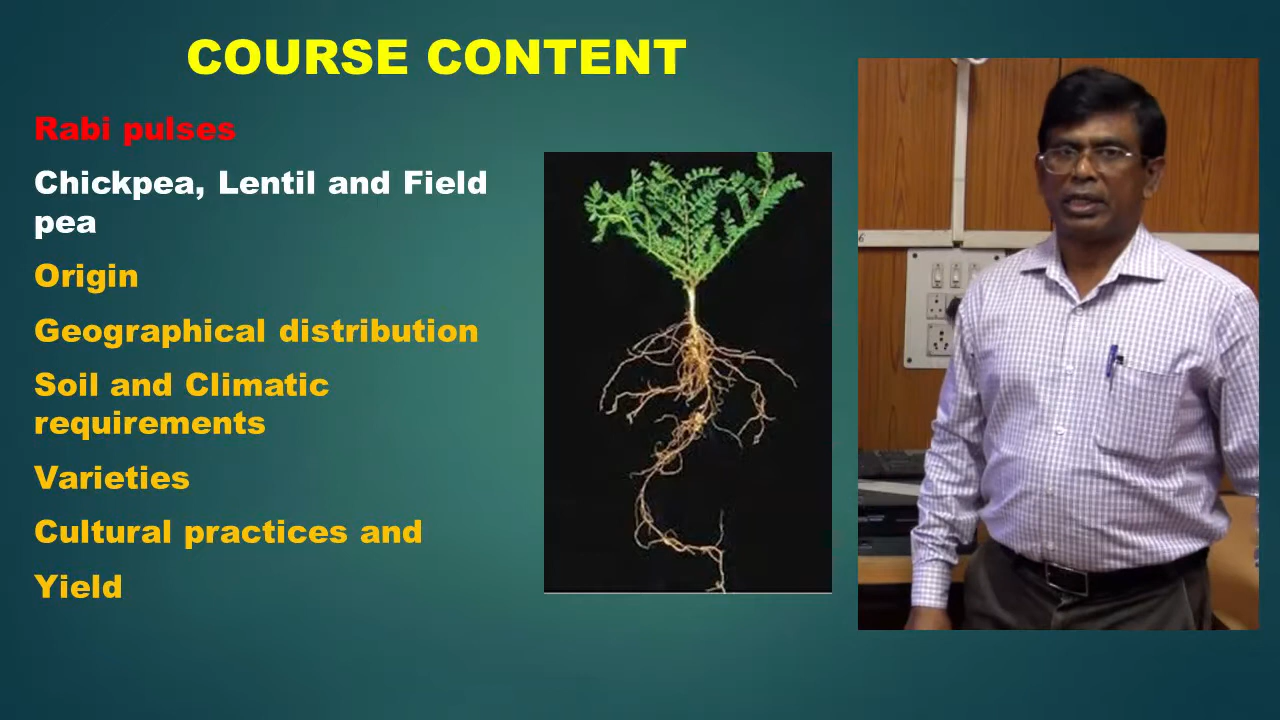 COURSE CONTENT
Rabi pulses
Chickpea, Lentil and Field
pea
Origin
Geographical distribution
Soil and Climatic
requirements
Varieties
Cultural practices and
Yield